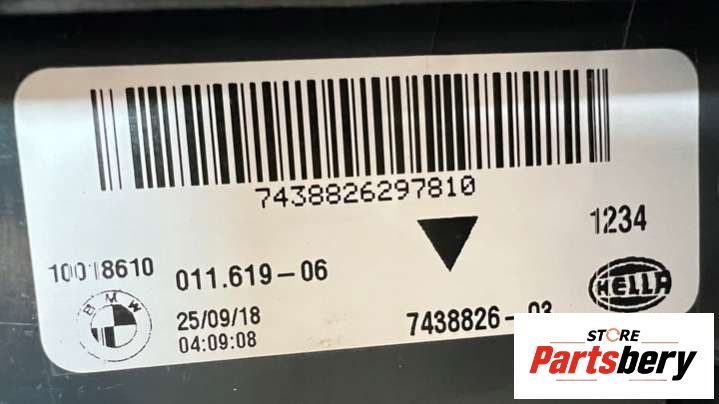 7438826297810
1234
10018610
011.619-06
BMW
HELLA
25/09/18
04:09:08
7438826-03
STORE
Partsbery